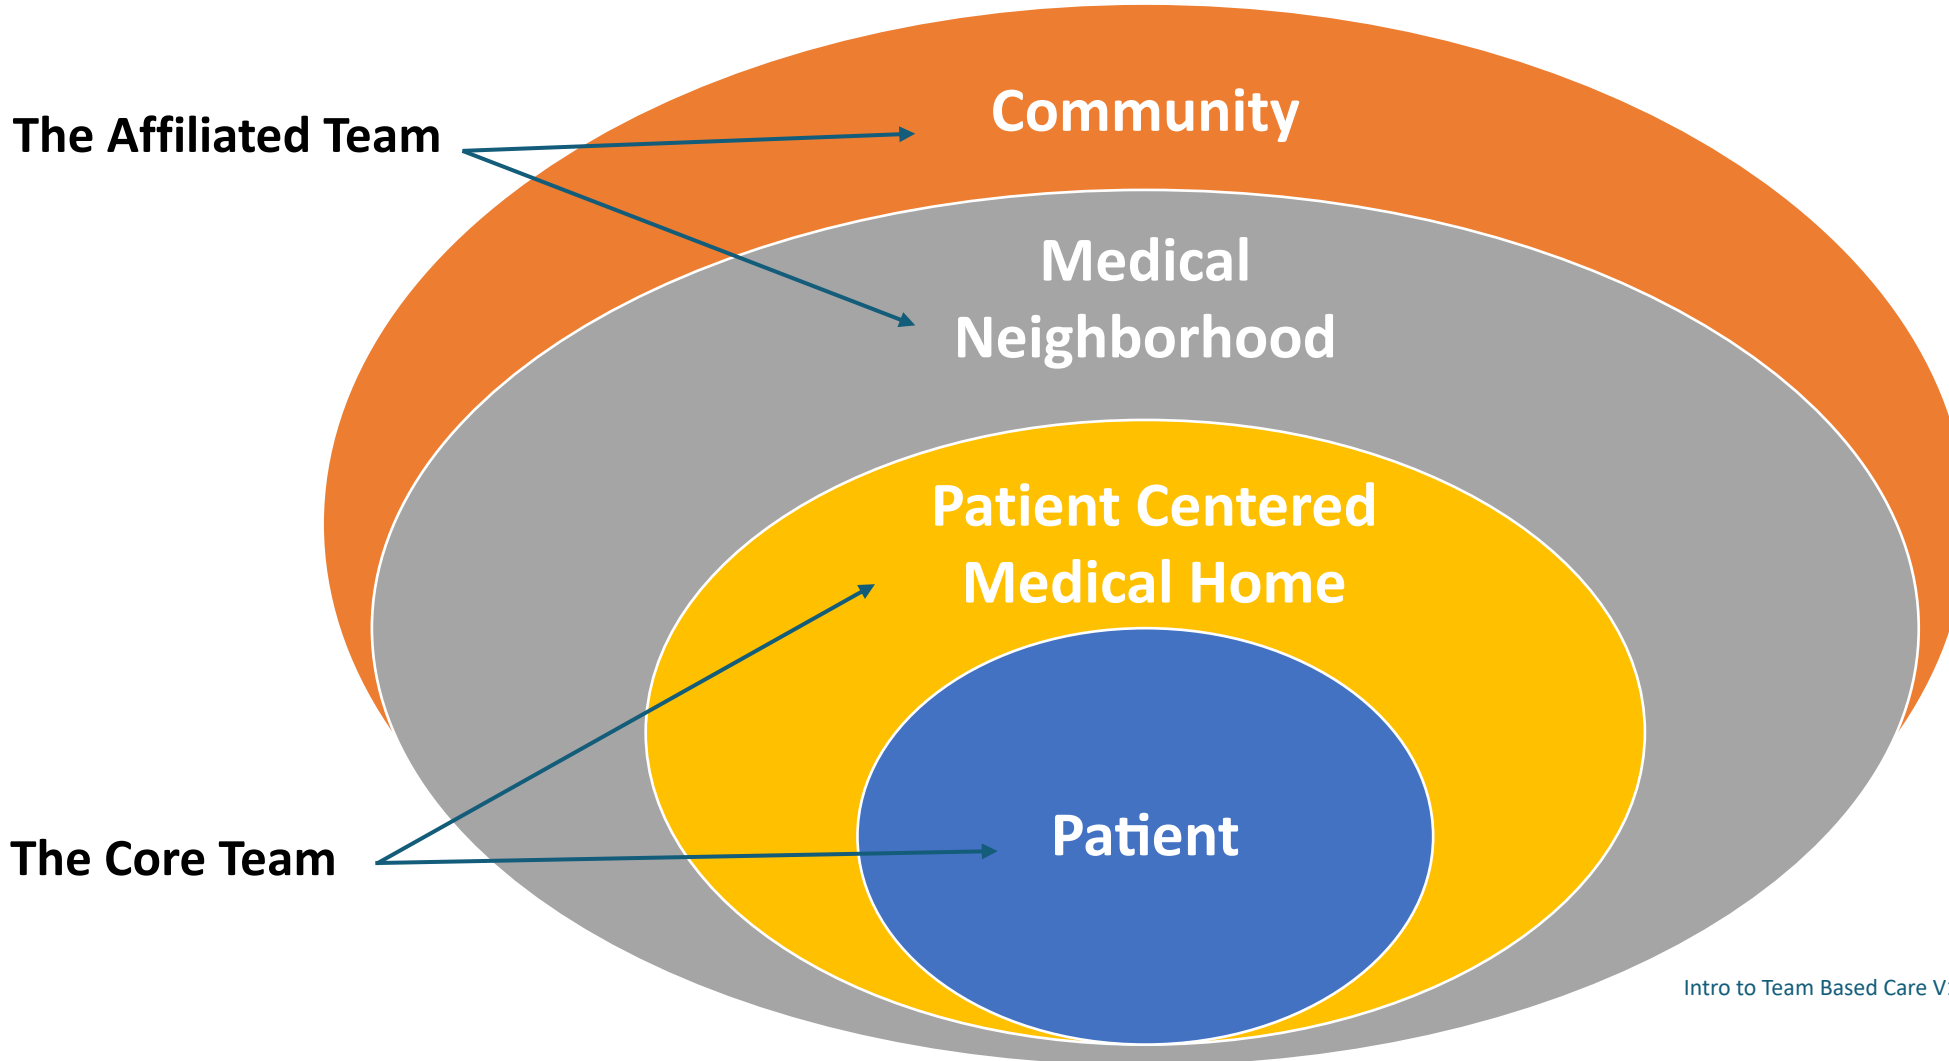 Community
The Affiliated Team
Medical
Neighborhood
Patient Centered
Medical Home
Patient
The Core Team
Intro to Team Based Care